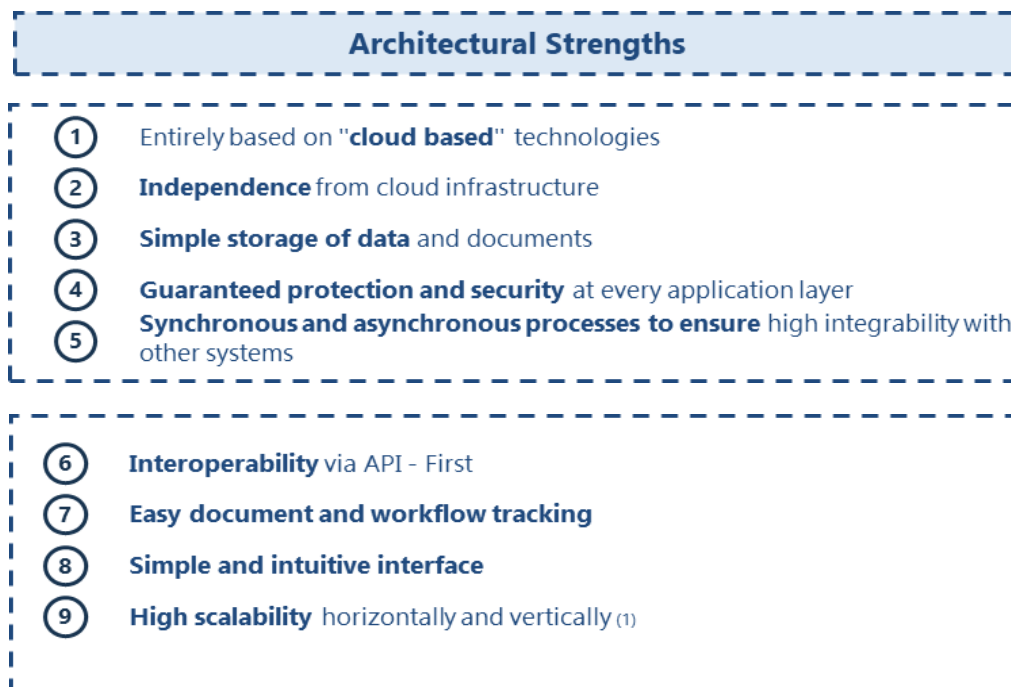 Architectural Strengths
1 Entirely based on "cloud based" technologies
2 Independence from cloud infrastructure
3 Simple storage of data and documents
4 Guaranteed protection and security at every application layer
5 Synchronous and asynchronous processes to ensure high integrability with
other systems
6 Interoperability via API - First
7 Easy document and workflow tracking
8 Simple and intuitive interface
9 High scalability horizontally and vertically (1)